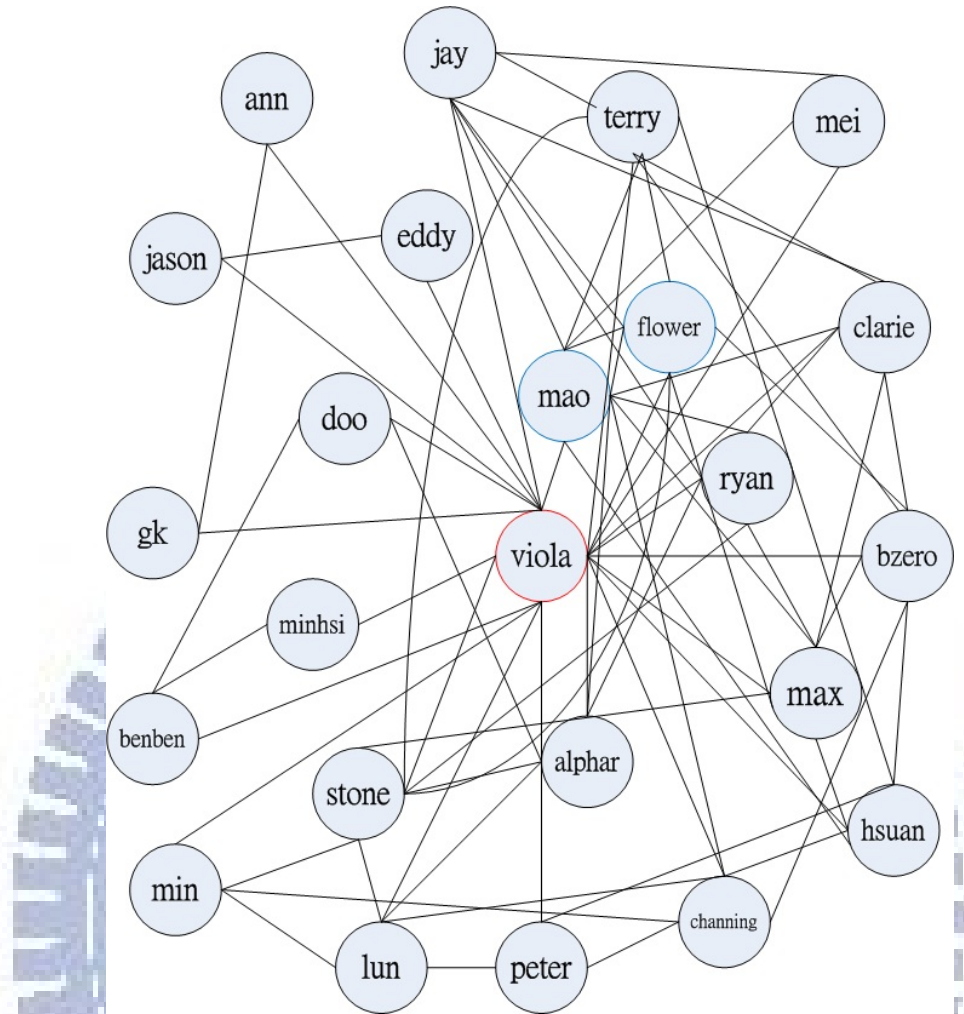 jay
ann
terry
mei
eddy
jason
flower
clarie
mao
doo
ryan
gk
viola
bzero
minhsi
max
benben
alphar
stone
hsuan
min
channing
lun
peter